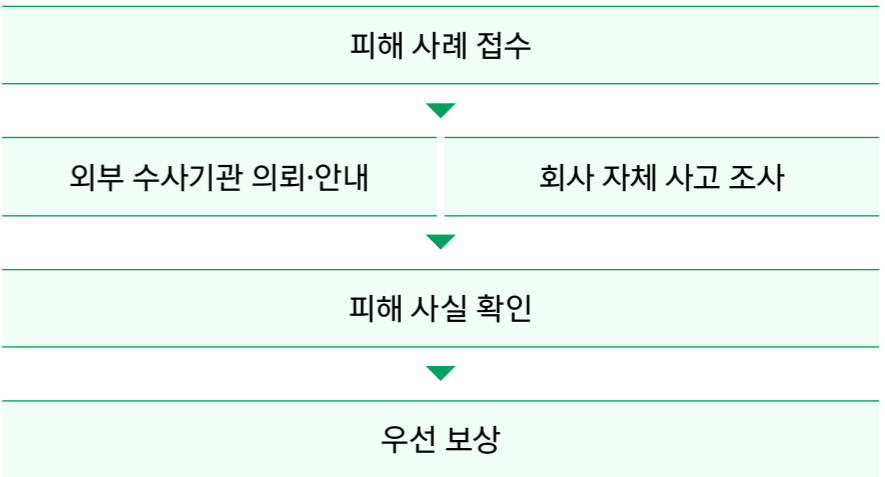 피해 사례 접수
외부 수사기관 의뢰·안내
회사 자체 사고 조사
피해 사실 확인
우선 보상